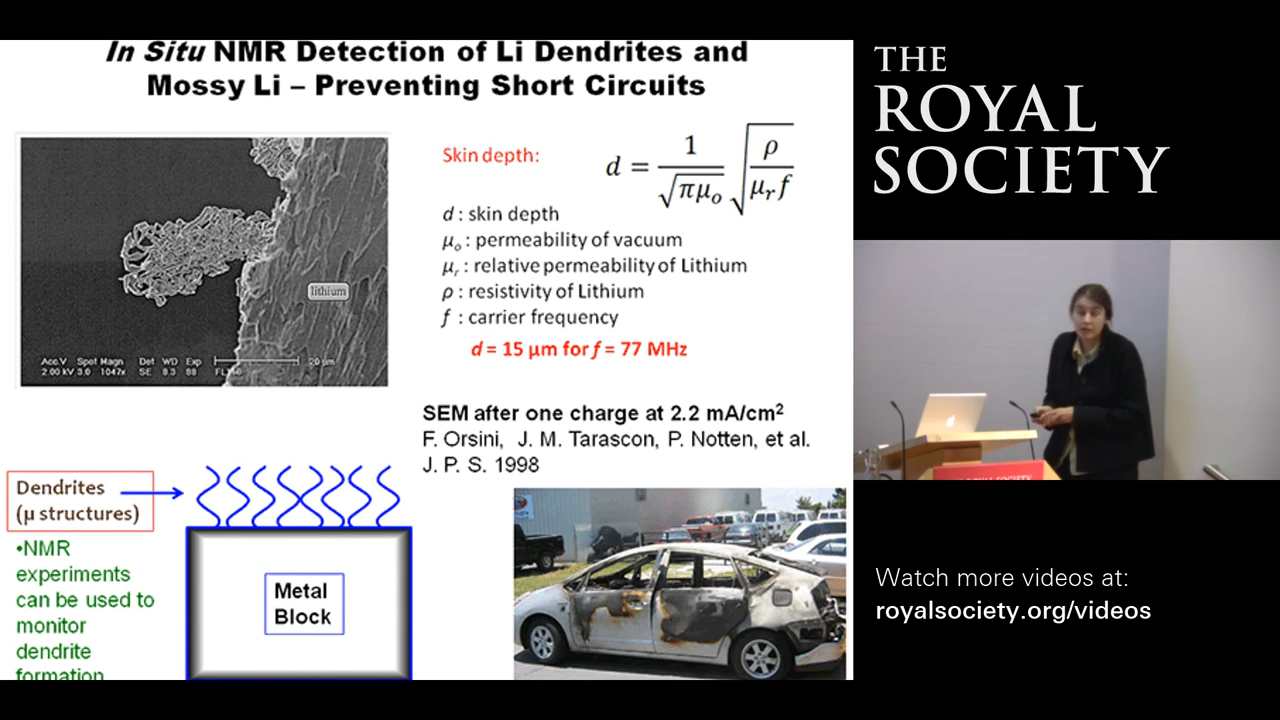 In Situ NMR Detection of Li Dendrites and
Mossy Li – Preventing Short Circuits
Skin depth:
d = 1 / √πμo √ρ / μr f
d : skin depth
μo : permeability of vacuum
μr : relative permeability of Lithium
ρ : resistivity of Lithium
f : carrier frequency
d = 15 μm for f = 77 MHz
lithium
Acc.V Spot Magn Det WD Exp
2.00 kV 3.0 1047x SE 8.3 88
20 μm
SEM after one charge at 2.2 mA/cm²
F. Orsini, J. M. Tarascon, P. Notten, et al.
J. P. S. 1998
Dendrites
(μ structures)
•NMR
experiments
can be used to
monitor
dendrite
formation
Metal
Block
THE
ROYAL
SOCIETY
Watch more videos at:
royalsociety.org/videos